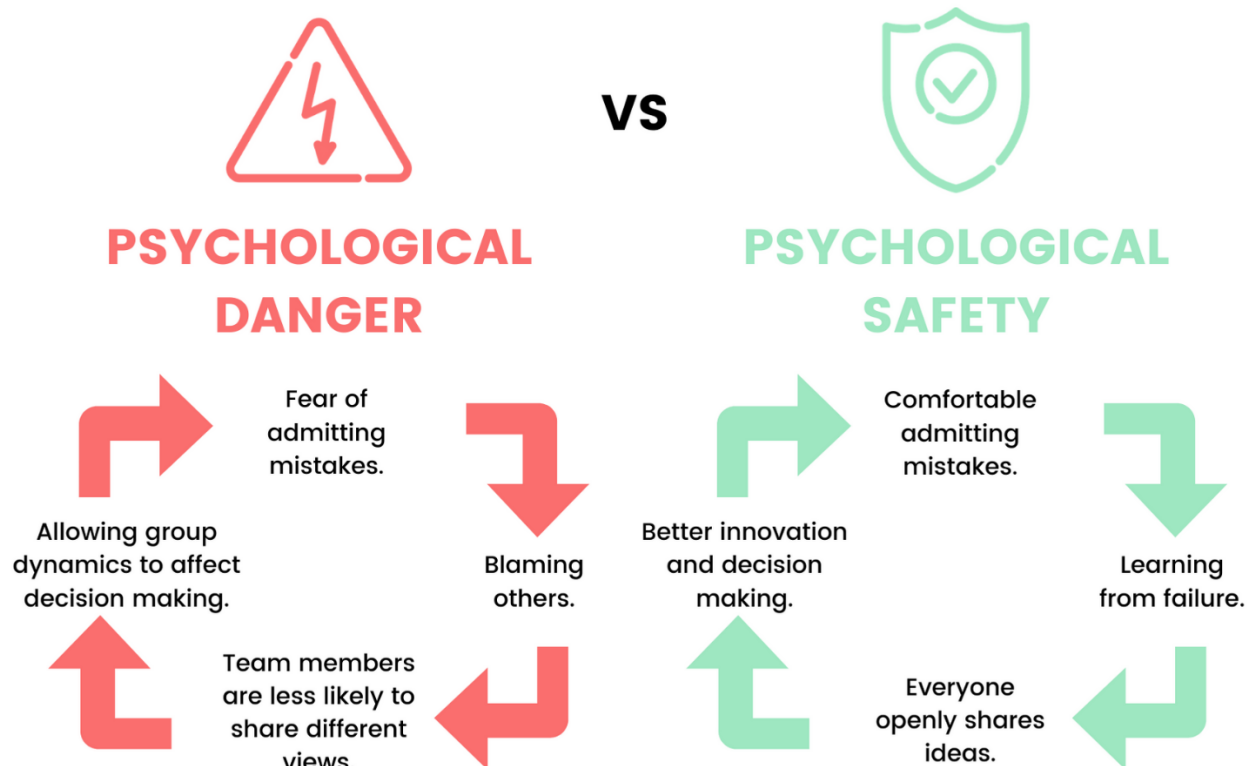 VS
PSYCHOLOGICAL
DANGER
Fear of
admitting
mistakes.
Blaming
others.
Team members
are less likely to
share different
views
Allowing group
dynamics to affect
decision making.
PSYCHOLOGICAL
SAFETY
Comfortable
admitting
mistakes.
Learning
from failure.
Everyone
openly shares
ideas.
Better innovation
and decision
making.